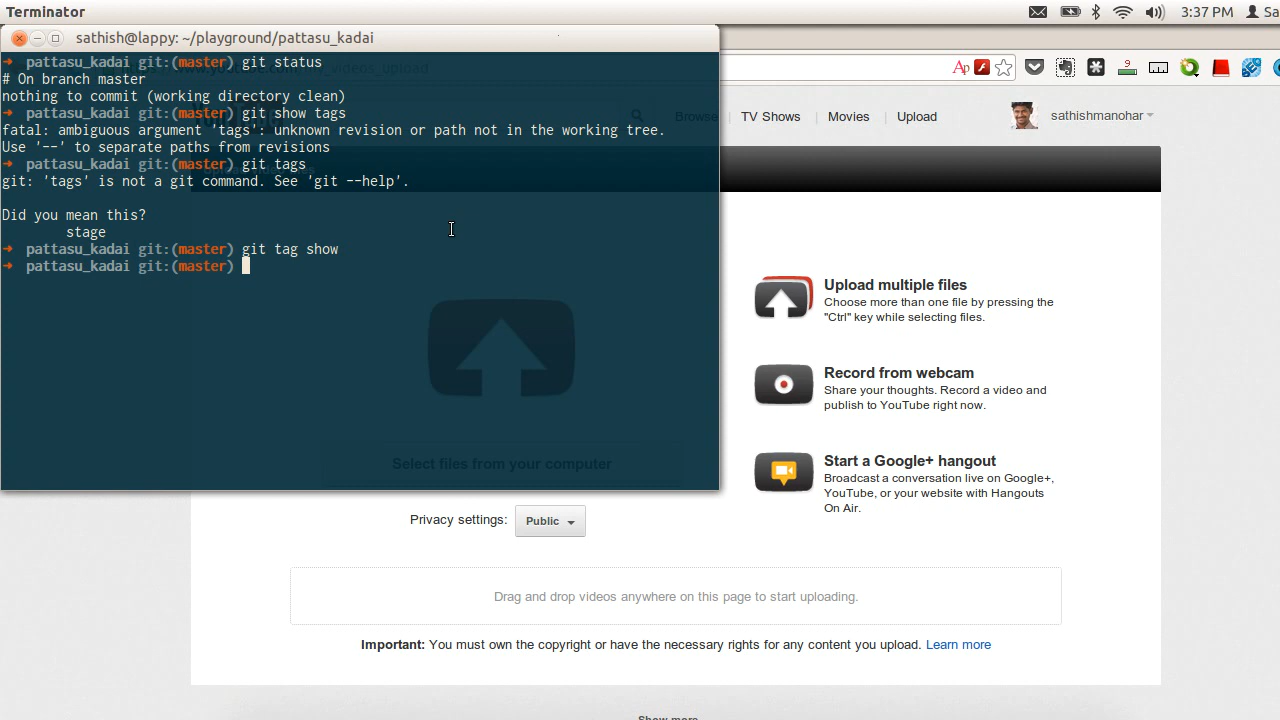 Terminator
3:37 PM
Sa
sathish@lappy: ~/playground/pattasu_kadai
➜ pattasu_kadai git:(master) git status
# On branch master
nothing to commit (working directory clean)
➜ pattasu_kadai git:(master) git show tags
fatal: ambiguous argument 'tags': unknown revision or path not in the working tree.
Use '--' to separate paths from revisions
➜ pattasu_kadai git:(master) git tags
git: 'tags' is not a git command. See 'git --help'.
Did you mean this?
stage
➜ pattasu_kadai git:(master) git tag show
➜ pattasu_kadai git:(master)
Browse
TV Shows
Movies
Upload
sathishmanohar
Upload multiple files
Choose more than one file by pressing the
"Ctrl" key while selecting files.
Record from webcam
Share your thoughts. Record a video and
publish to YouTube right now.
Select files from your computer
Start a Google+ hangout
Broadcast a conversation live on Google+,
YouTube, or your website with Hangouts
On Air.
Privacy settings: Public
Drag and drop videos anywhere on this page to start uploading.
Important: You must own the copyright or have the necessary rights for any content you upload. Learn more
Show more